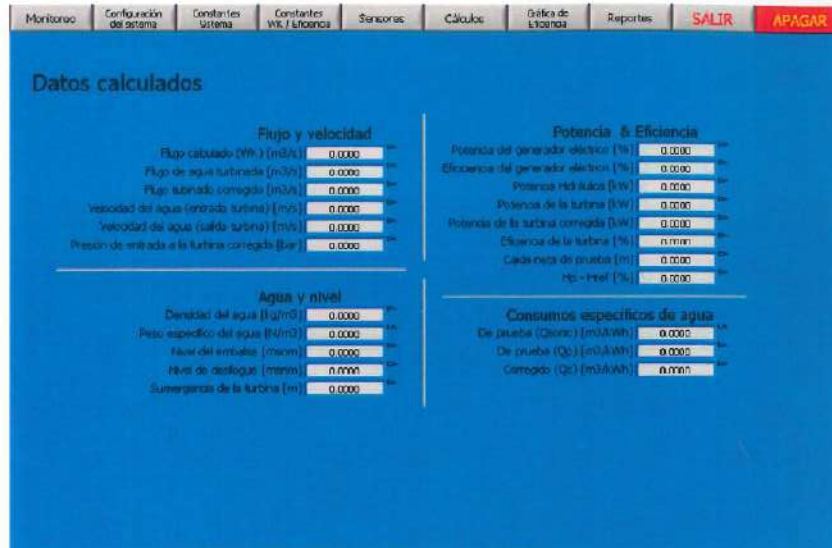 Monitoreo
Configuración del sistema
Constantes Sistema
Constantes WK / Eficiencia
Sensores
Cálculos
Gráfica de Eficiencia
Reportes
SALIR
APAGAR
Datos calculados
Flujo y velocidad
Flujo calculado (WK) [m3/s] 0.0000
Flujo de agua turbinada [m3/s] 0.0000
Flujo turbinado corregido [m3/s] 0.0000
Velocidad del agua (entrada turbina) [m/s] 0.0000
Velocidad del agua (salida turbina) [m/s] 0.0000
Presión de entrada a la turbina corregida [bar] 0.0000
Agua y nivel
Densidad del agua [kg/m3] 0.0000
Peso específico del agua [N/m3] 0.0000
Nivel del embalse [msnm] 0.0000
Nivel de desfogue [msnm] 0.0000
Sumergencia de la turbina [m] 0.0000
Potencia & Eficiencia
Potencia del generador eléctrico [%] 0.0000
Eficiencia del generador eléctrico [%] 0.0000
Potencia Hidráulica [kW] 0.0000
Potencia de la turbina [kW] 0.0000
Potencia de la turbina corregida [kW] 0.0000
Eficiencia de la turbina [%] 0.0000
Caída neta de prueba [m] 0.0000
Hp - Href [%] 0.0000
Consumos específicos de agua
De prueba (Qsonic) [m3/kWh] 0.0000
De prueba (Qp) [m3/kWh] 0.0000
Corregido (Qc) [m3/kWh] 0.0000